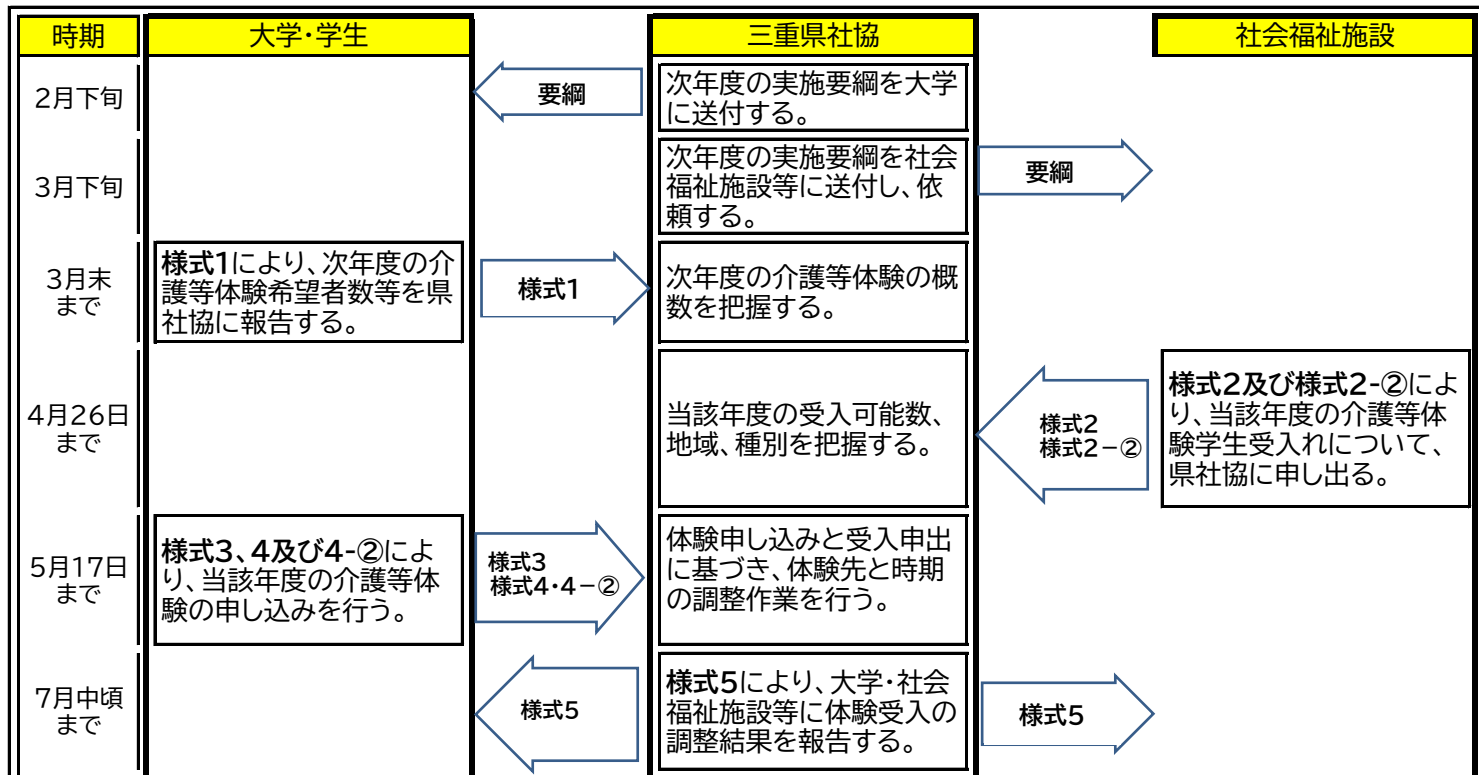 時期
大学・学生
三重県社協
社会福祉施設
2月下旬
要綱
次年度の実施要綱を大学
に送付する。
3月下旬
次年度の実施要綱を社会
福祉施設等に送付し、依
頼する。
要綱
3月末
まで
様式1により、次年度の介
護等体験希望者数等を県
社協に報告する。
様式1
次年度の介護等体験の概
数を把握する。
4月26日
まで
当該年度の受入可能数、
地域、種別を把握する。
様式2
様式2－②
様式2及び様式2-②によ
り、当該年度の介護等体
験学生受入れについて、
県社協に申し出る。
5月17日
まで
様式3、4及び4-②によ
り、当該年度の介護等体
験の申し込みを行う。
様式3
様式4・4－②
体験申し込みと受入申出
に基づき、体験先と時期
の調整作業を行う。
7月中頃
まで
様式5
様式5により、大学・社会
福祉施設等に体験受入の
調整結果を報告する。
様式5